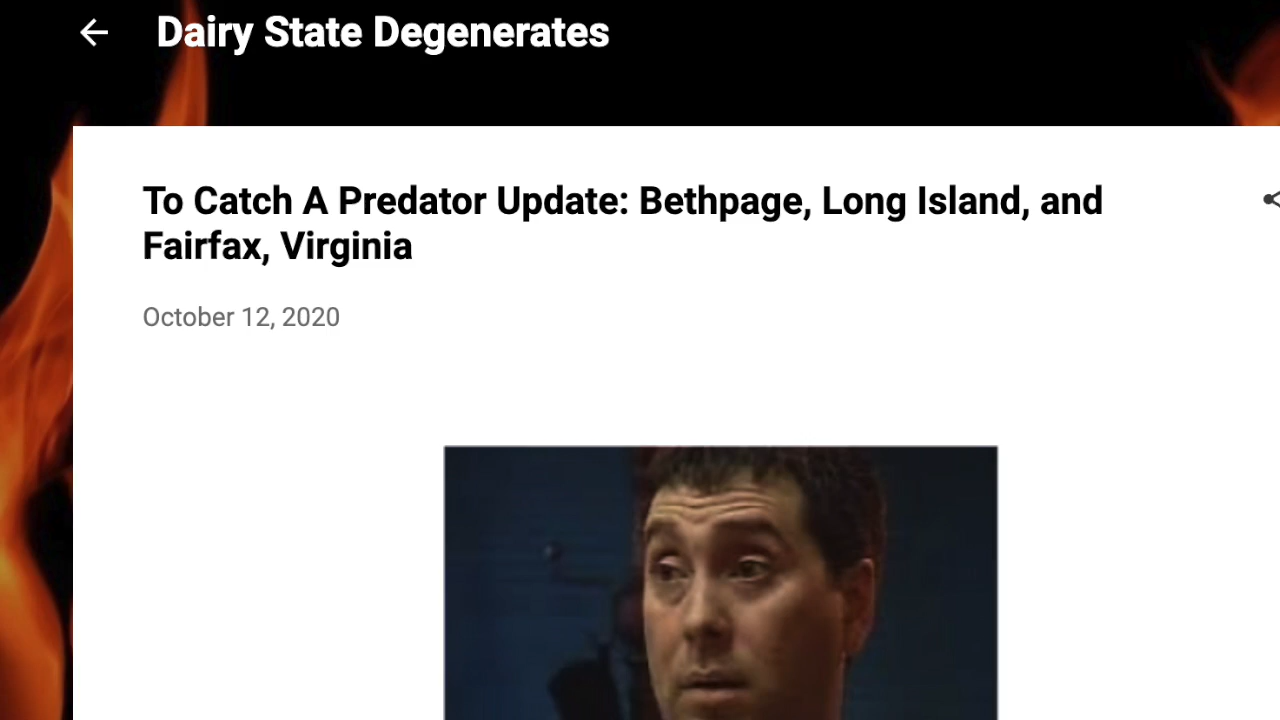 Dairy State Degenerates
To Catch A Predator Update: Bethpage, Long Island, and
Fairfax, Virginia
October 12, 2020